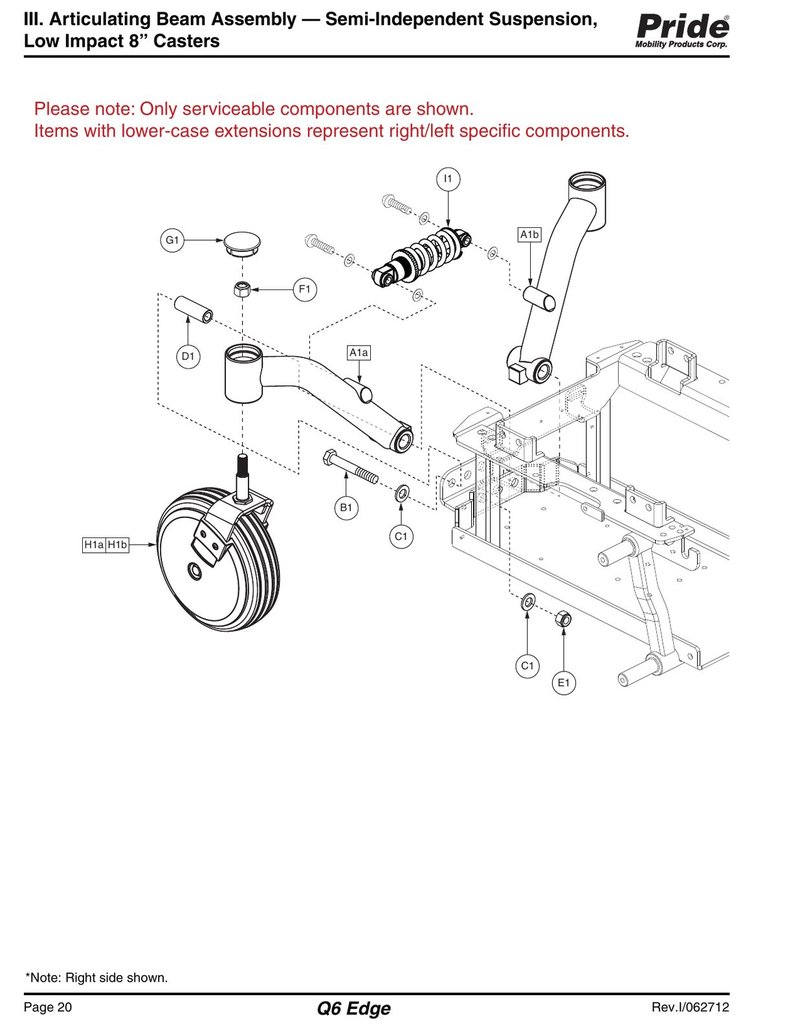 III. Articulating Beam Assembly — Semi-Independent Suspension,
Low Impact 8” Casters
Pride®
Mobility Products Corp.
Please note: Only serviceable components are shown.
Items with lower-case extensions represent right/left specific components.
I1
G1
A1b
F1
D1
A1a
B1
C1
H1a H1b
C1
E1
*Note: Right side shown.
Page 20
Q6 Edge
Rev.I/062712